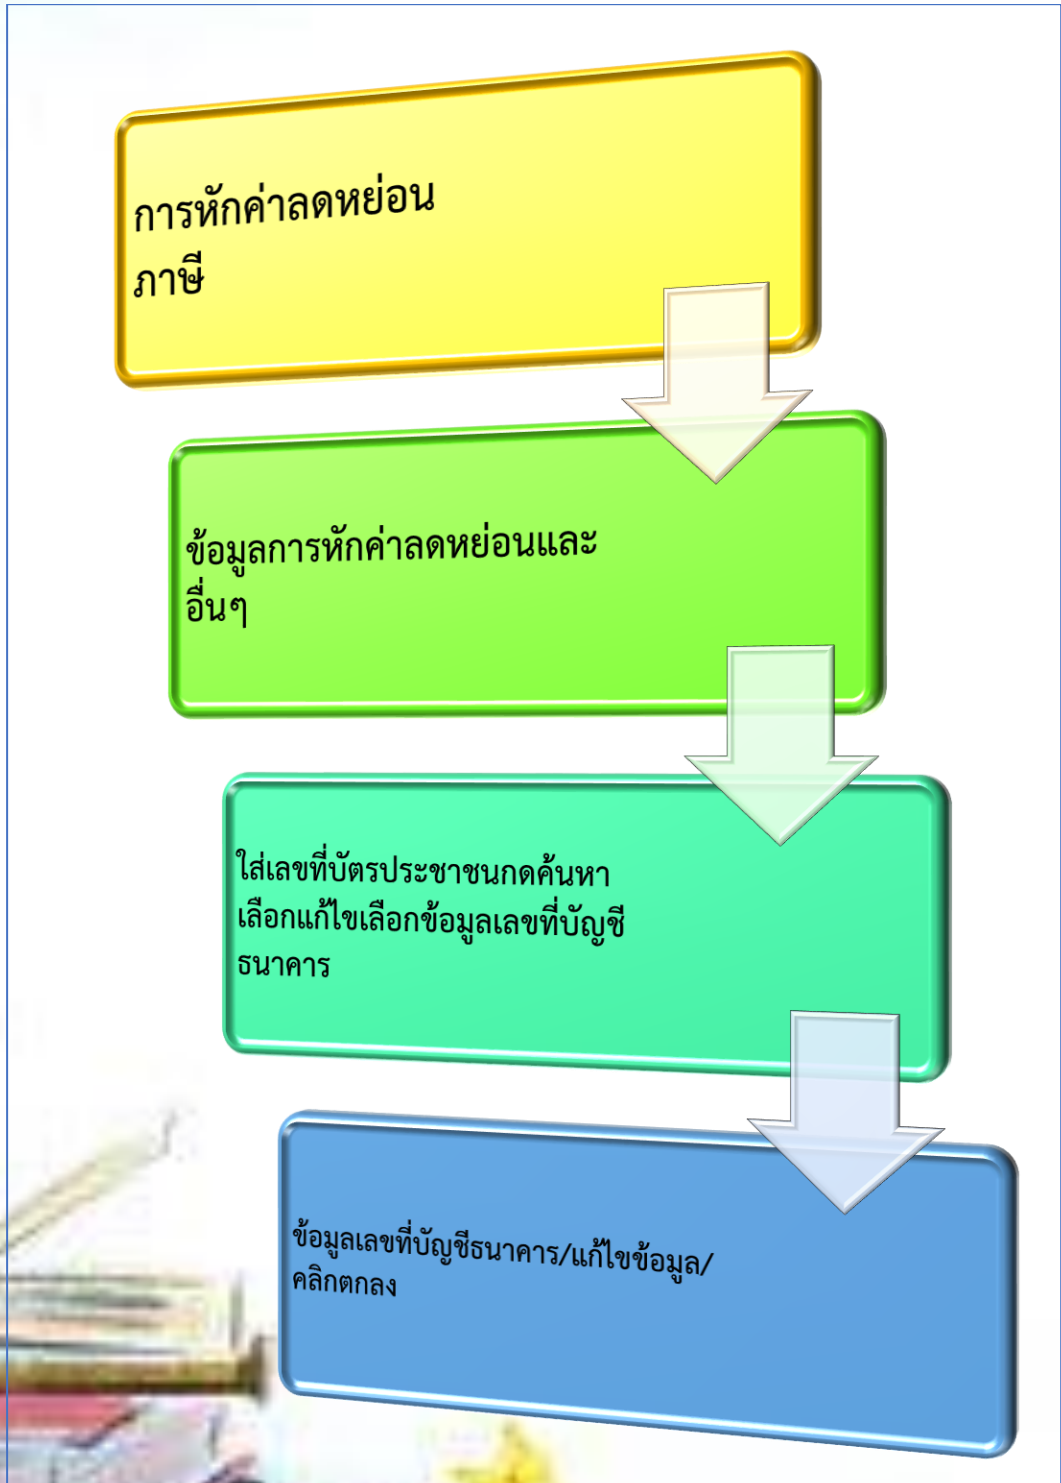 การหักค่าลดหย่อน
ภาษี
ข้อมูลการหักค่าลดหย่อนและ
อื่นๆ
ใส่เลขที่บัตรประชาชนกดค้นหา
เลือกแก้ไขเลือกข้อมูลเลขที่บัญชี
ธนาคาร
ข้อมูลเลขที่บัญชีธนาคาร/แก้ไขข้อมูล/
คลิกตกลง